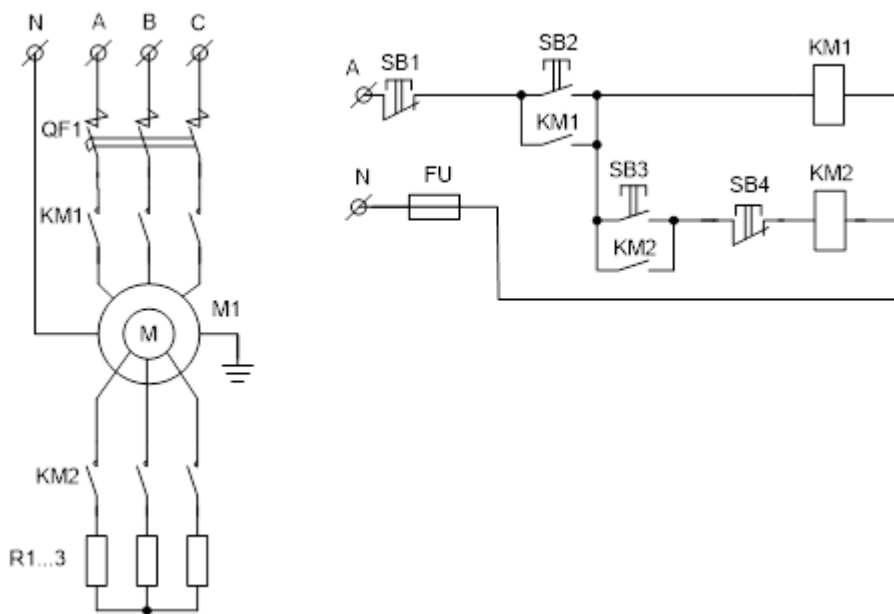 N A B C
QF1
KM1
M1
M
KM2
R1...3
A SB1 SB2 KM1
KM1
N FU SB3 SB4 KM2
KM2